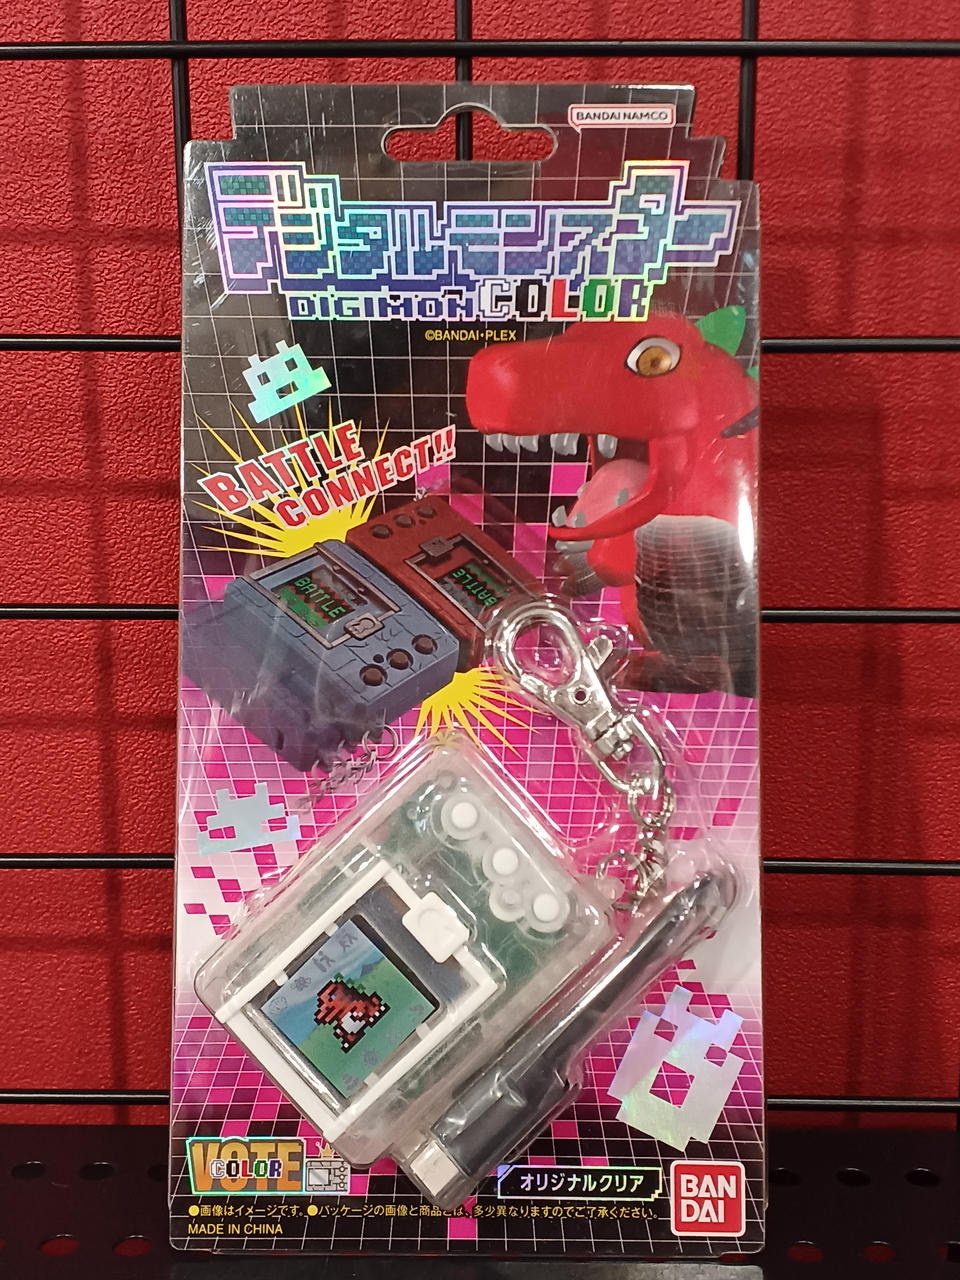 BANDAI NAMCO
デジタルモンスター
DIGIMON COLOR
©BANDAI・PLEX
BATTLE
CONNECT!!
BATTLE
BATTLE
VOTE
COLOR
オリジナルクリア
BAN
DAI
●画像はイメージです。●パッケージの画像と商品とは、多少異なりますのでご了承ください。
MADE IN CHINA